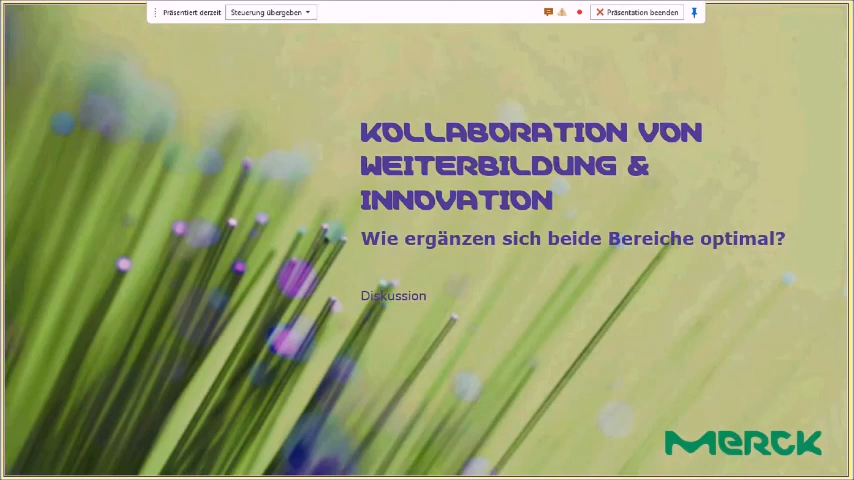 Präsentiert derzeit
Steuerung übergeben
Präsentation beenden
KOLLABORATION VON
WEITERBILDUNG &
INNOVATION
Wie ergänzen sich beide Bereiche optimal?
Diskussion
MERCK